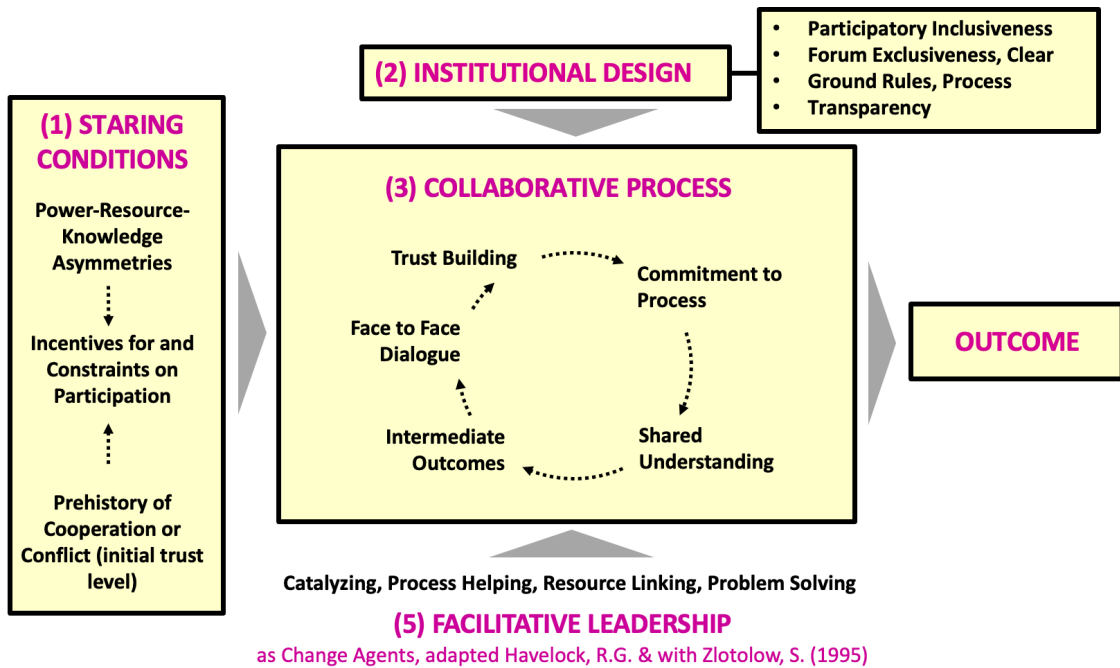 (1) STARING
CONDITIONS
Power-Resource-
Knowledge
Asymmetries
Incentives for and
Constraints on
Participation
Prehistory of
Cooperation or
Conflict (initial trust
level)
(2) INSTITUTIONAL DESIGN
• Participatory Inclusiveness
• Forum Exclusiveness, Clear
• Ground Rules, Process
• Transparency
(3) COLLABORATIVE PROCESS
Trust Building
Commitment to
Process
Shared
Understanding
Intermediate
Outcomes
Face to Face
Dialogue
OUTCOME
Catalyzing, Process Helping, Resource Linking, Problem Solving
(5) FACILITATIVE LEADERSHIP
as Change Agents, adapted Havelock, R.G. & with Zlotolow, S. (1995)